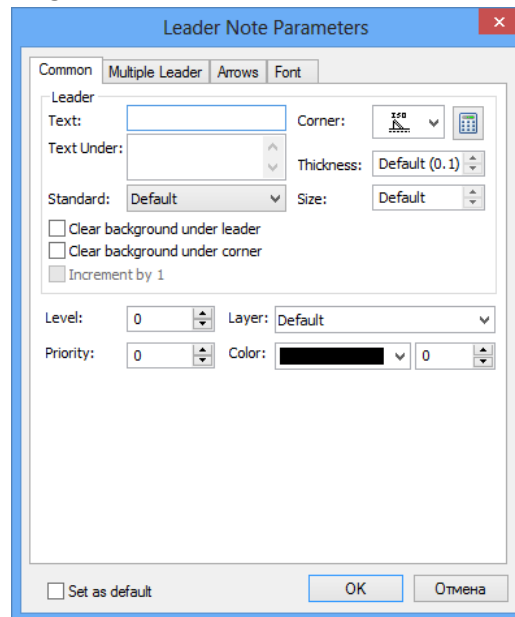 Leader Note Parameters
Common Multiple Leader Arrows Font
Leader
Text: Corner: ISO
Text Under: Thickness: Default (0.1)
Standard: Default Size: Default
Clear background under leader
Clear background under corner
Increment by 1
Level: 0 Layer: Default
Priority: 0 Color: 0
Set as default OK Отмена